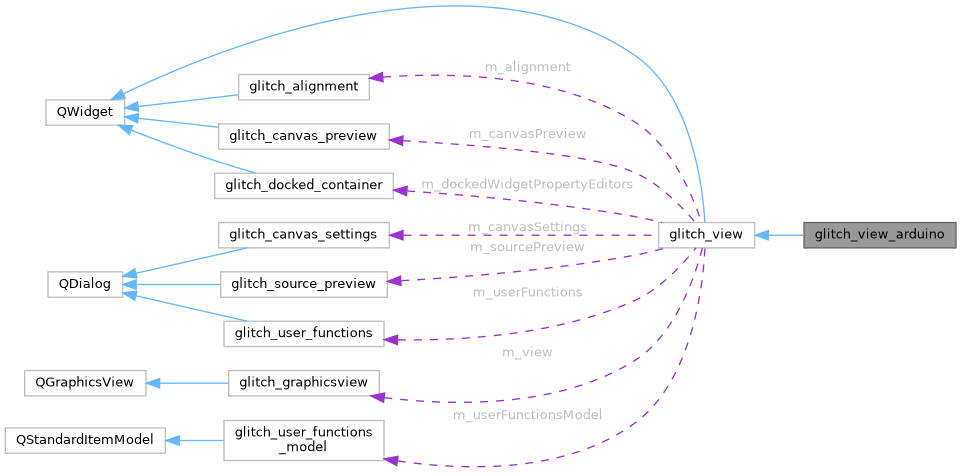 m_alignment
glitch_alignment
QWidget
glitch_canvas_preview
m_canvasPreview
glitch_docked_container
m_dockedWidgetPropertyEditors
glitch_canvas_settings
m_canvasSettings
glitch_view
glitch_view_arduino
m_sourcePreview
QDialog
glitch_source_preview
m_userFunctions
glitch_user_functions
m_view
QGraphicsView
glitch_graphicsview
m_userFunctionsModel
QStandardItemModel
glitch_user_functions
_model